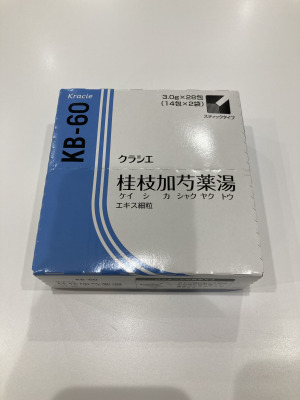 Kracie
KB-60
3.0g×28包
(14包×2袋)
スティックタイプ
クラシエ
桂枝加芍薬湯
ケイ シ カ シャク ヤク トウ
エキス細粒